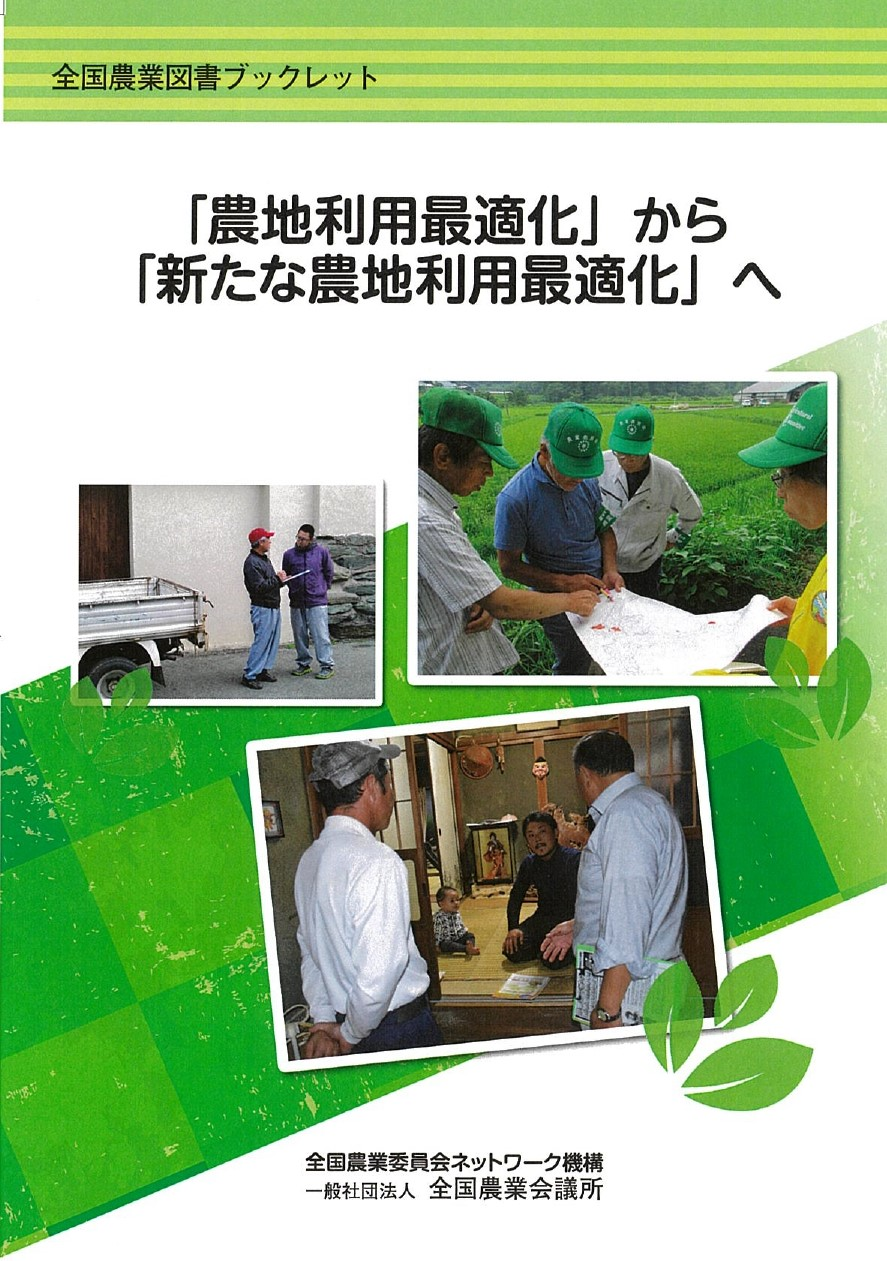 全国農業図書ブックレット
「農地利用最適化」から
「新たな農地利用最適化」へ
全国農業委員会ネットワーク機構
一般社団法人 全国農業会議所